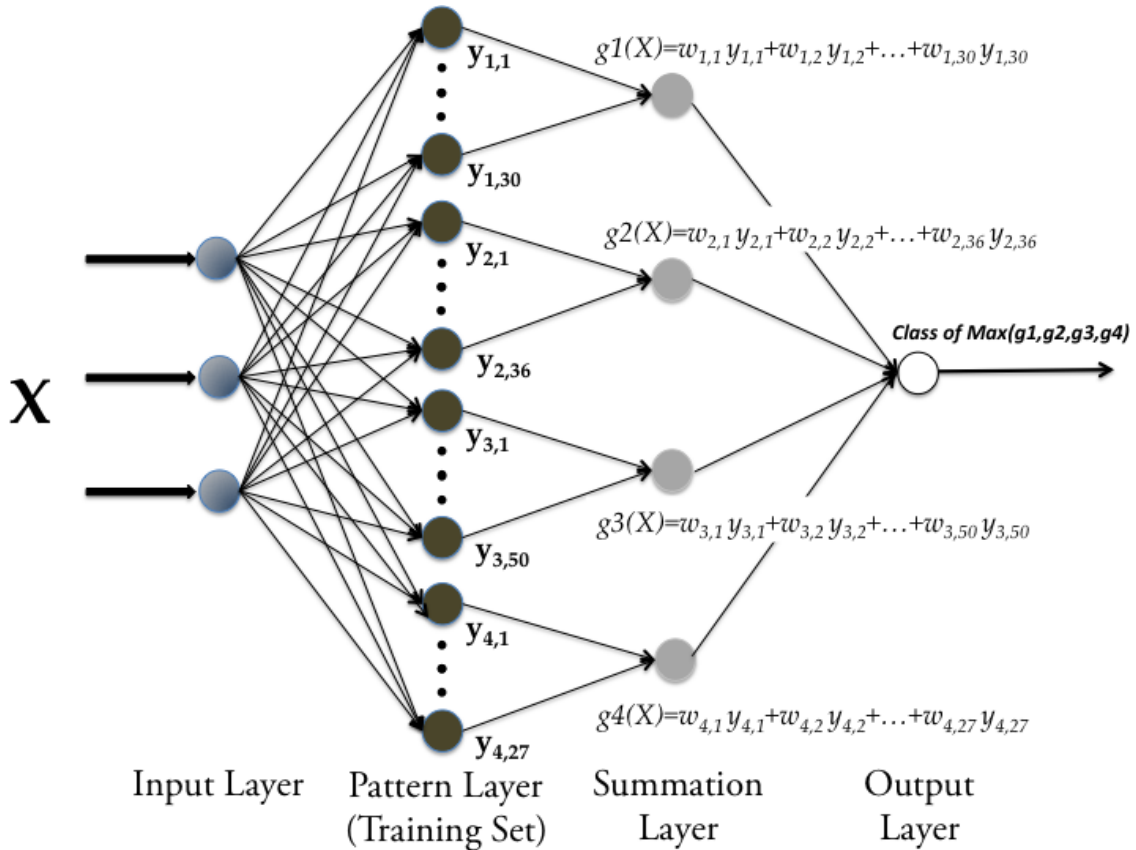 y1,1
g1(X)=w1,1 y1,1+w1,2 y1,2+…+w1,30 y1,30
y1,30
g2(X)=w2,1 y2,1+w2,2 y2,2+…+w2,36 y2,36
y2,1
Class of Max(g1,g2,g3,g4)
y2,36
X
y3,1
g3(X)=w3,1 y3,1+w3,2 y3,2+…+w3,50 y3,50
y3,50
y4,1
g4(X)=w4,1 y4,1+w4,2 y4,2+…+w4,27 y4,27
y4,27
Input Layer
Pattern Layer
(Training Set)
Summation
Layer
Output
Layer